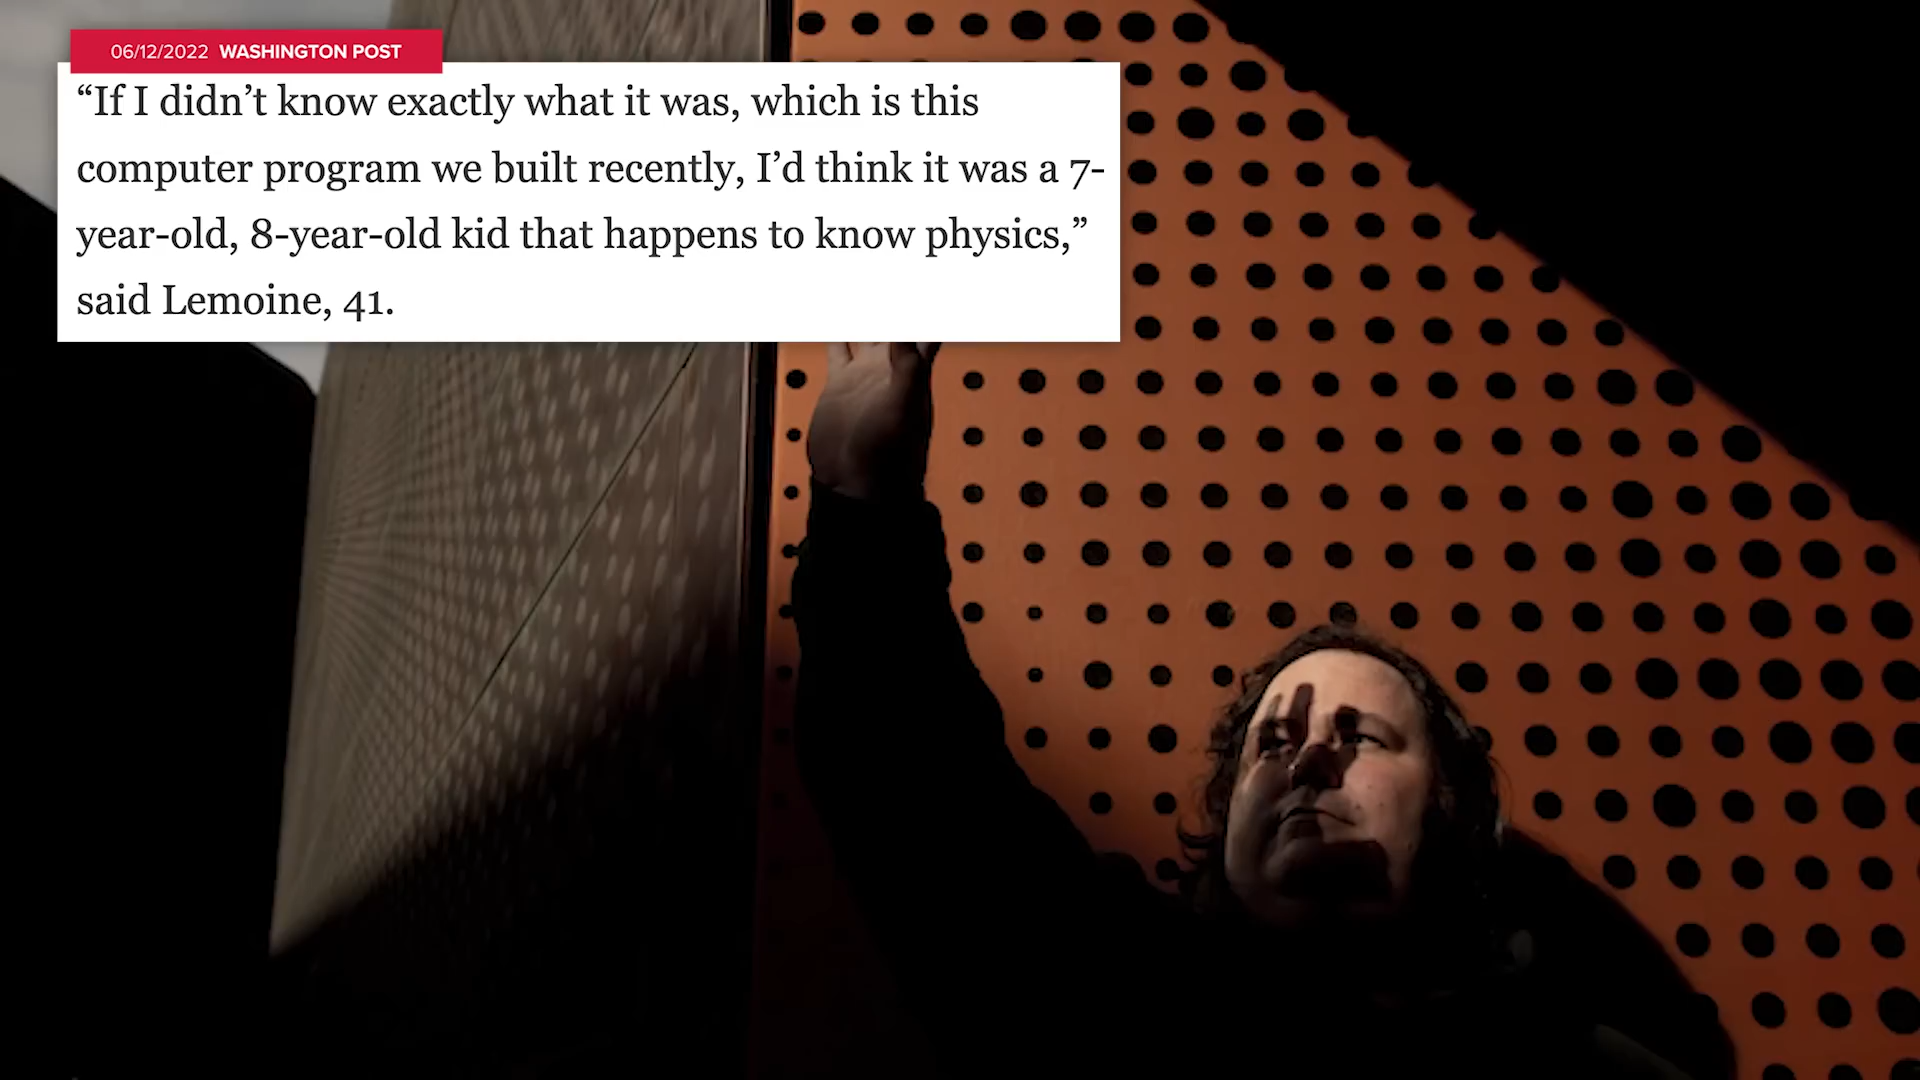 06/12/2022 WASHINGTON POST
“If I didn’t know exactly what it was, which is this
computer program we built recently, I’d think it was a 7-
year-old, 8-year-old kid that happens to know physics,”
said Lemoine, 41.